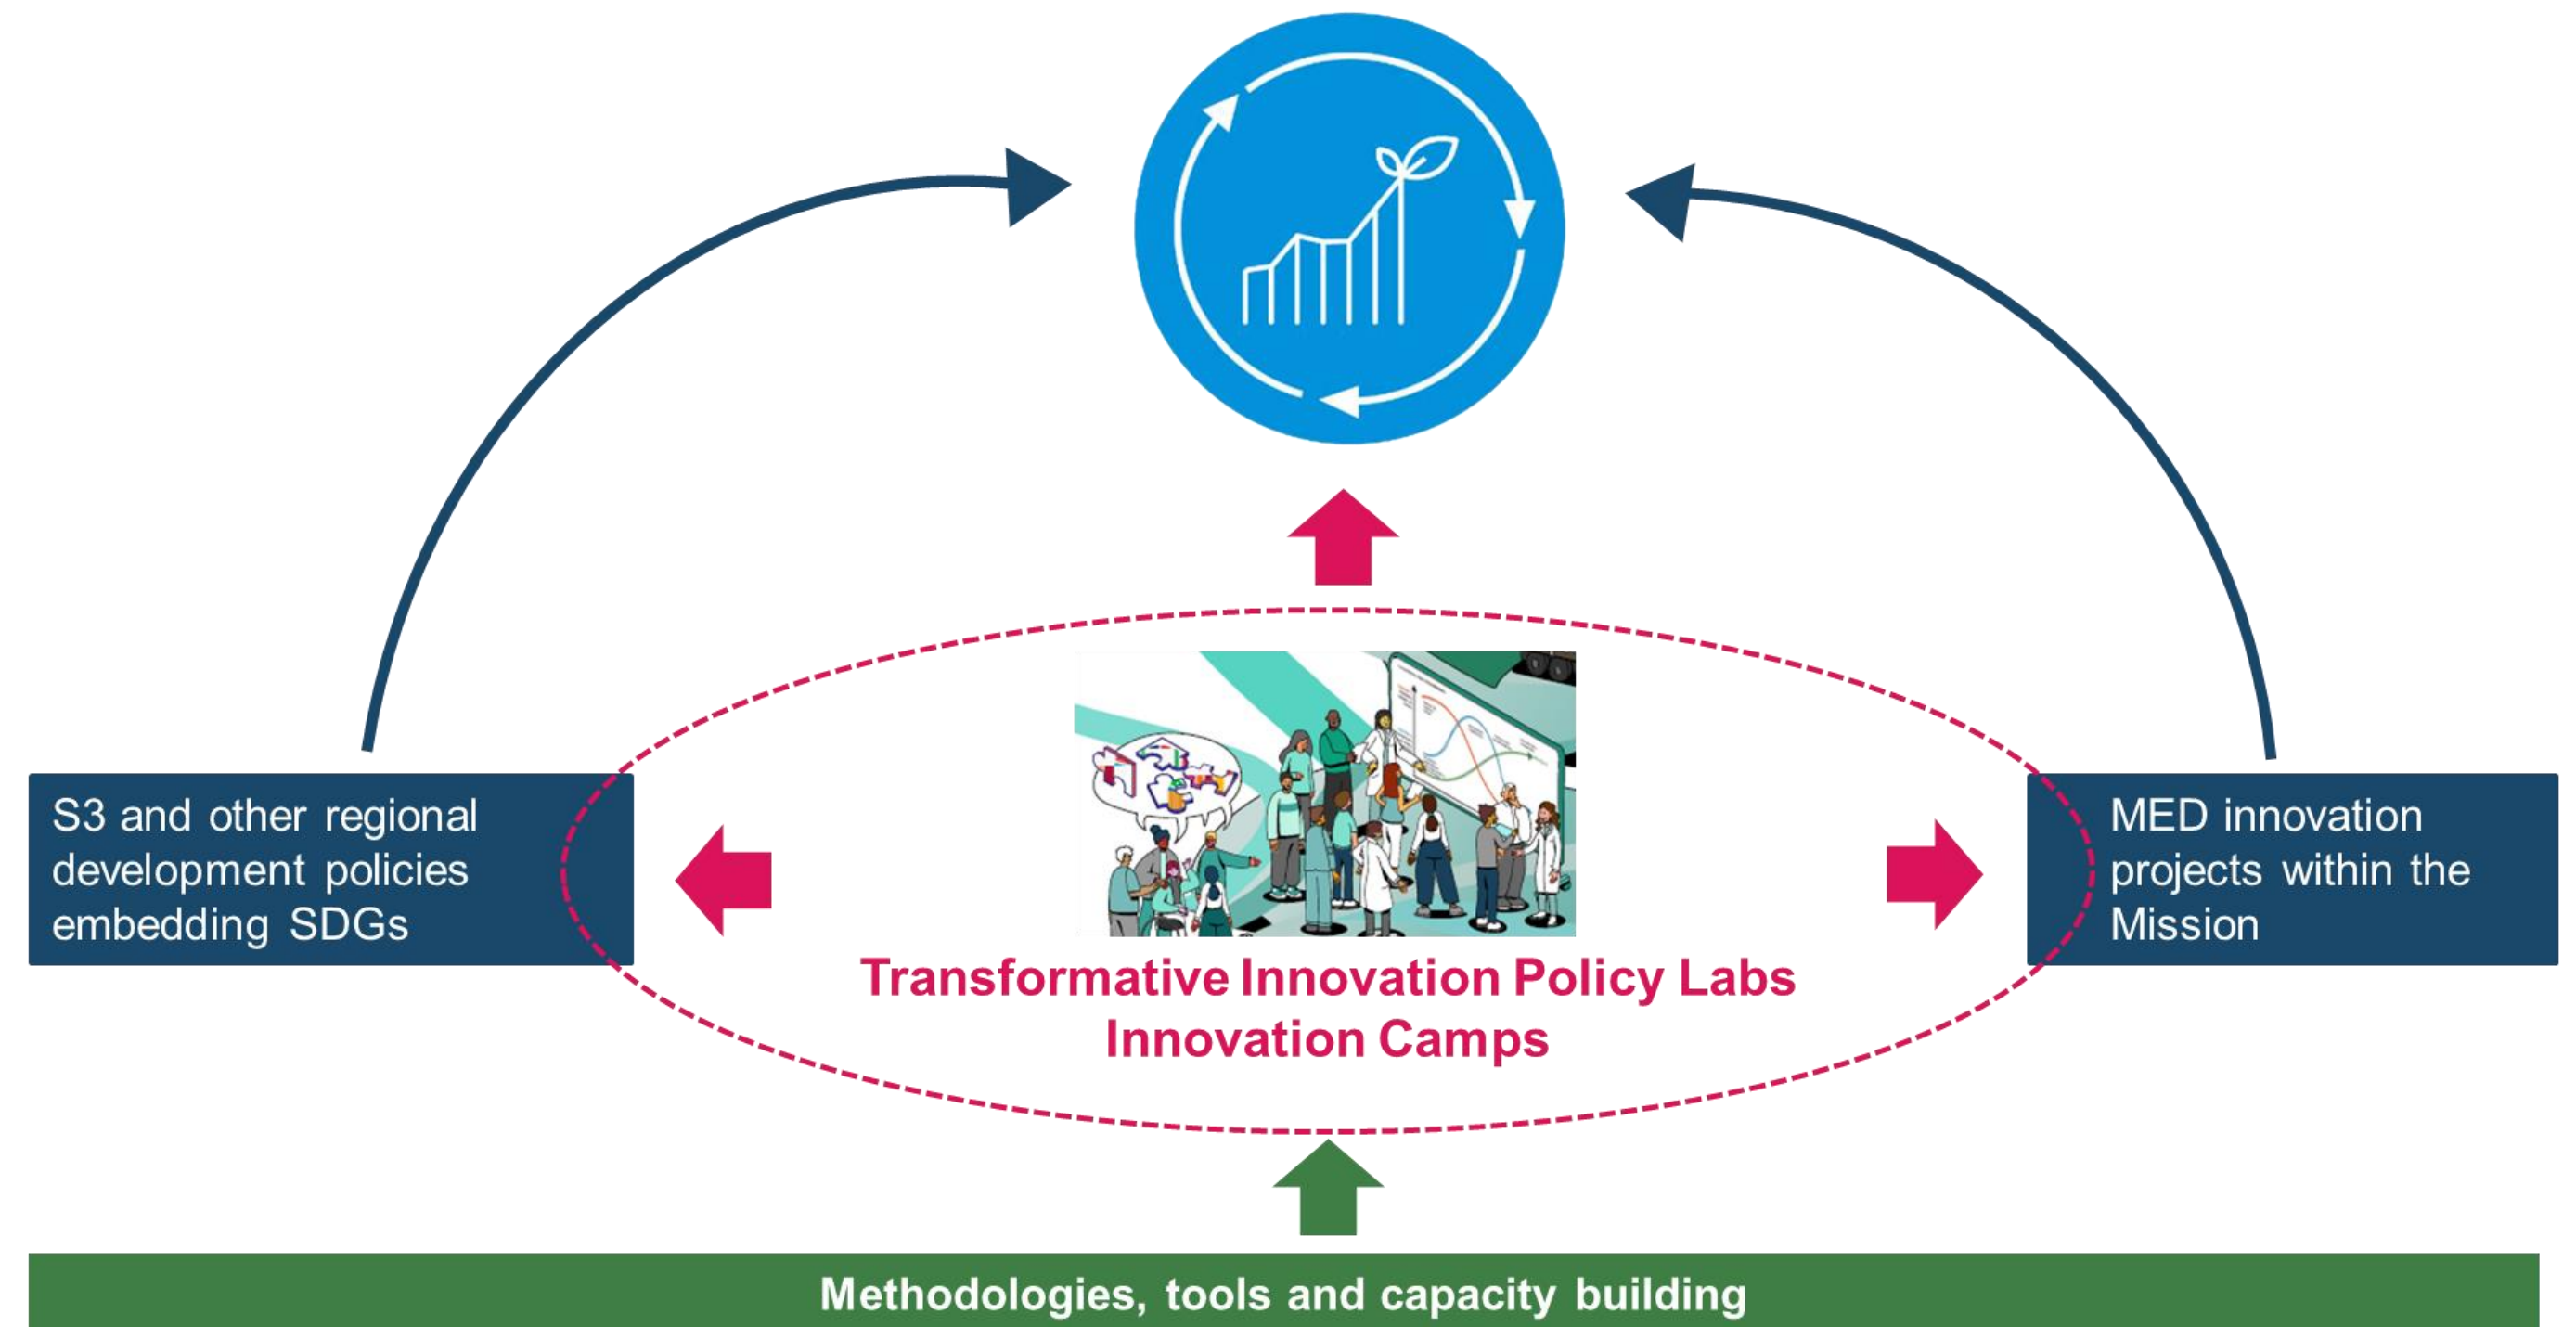 S3 and other regional
development policies
embedding SDGs
MED innovation
projects within the
Mission
Transformative Innovation Policy Labs
Innovation Camps
Methodologies, tools and capacity building